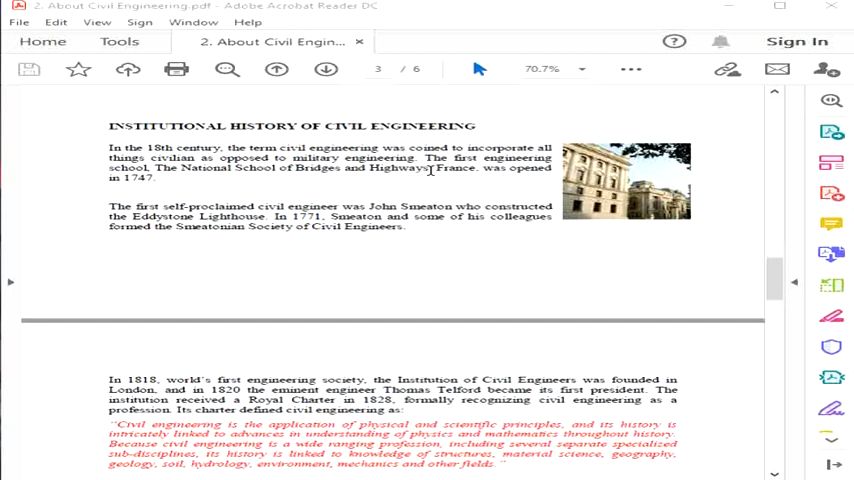 2. About Civil Engineering.pdf - Adobe Acrobat Reader DC
File Edit View Sign Window Help
Home Tools 2. About Civil Engin... × Sign In
3 / 6 70.7%
INSTITUTIONAL HISTORY OF CIVIL ENGINEERING
In the 18th century, the term civil engineering was coined to incorporate all
things civilian as opposed to military engineering. The first engineering
school, The National School of Bridges and Highways France. was opened
in 1747.
The first self-proclaimed civil engineer was John Smeaton who constructed
the Eddystone Lighthouse. In 1771, Smeaton and some of his colleagues
formed the Smeatonian Society of Civil Engineers.
In 1818, world's first engineering society, the Institution of Civil Engineers was founded in
London, and in 1820 the eminent engineer Thomas Telford became its first president. The
institution received a Royal Charter in 1828, formally recognizing civil engineering as a
profession. Its charter defined civil engineering as:
"Civil engineering is the application of physical and scientific principles, and its history is
intricately linked to advances in understanding of physics and mathematics throughout history.
Because civil engineering is a wide ranging profession, including several separate specialized
sub-disciplines, its history is linked to knowledge of structures, material science, geography,
geology, soil, hydrology, environment, mechanics and other fields."